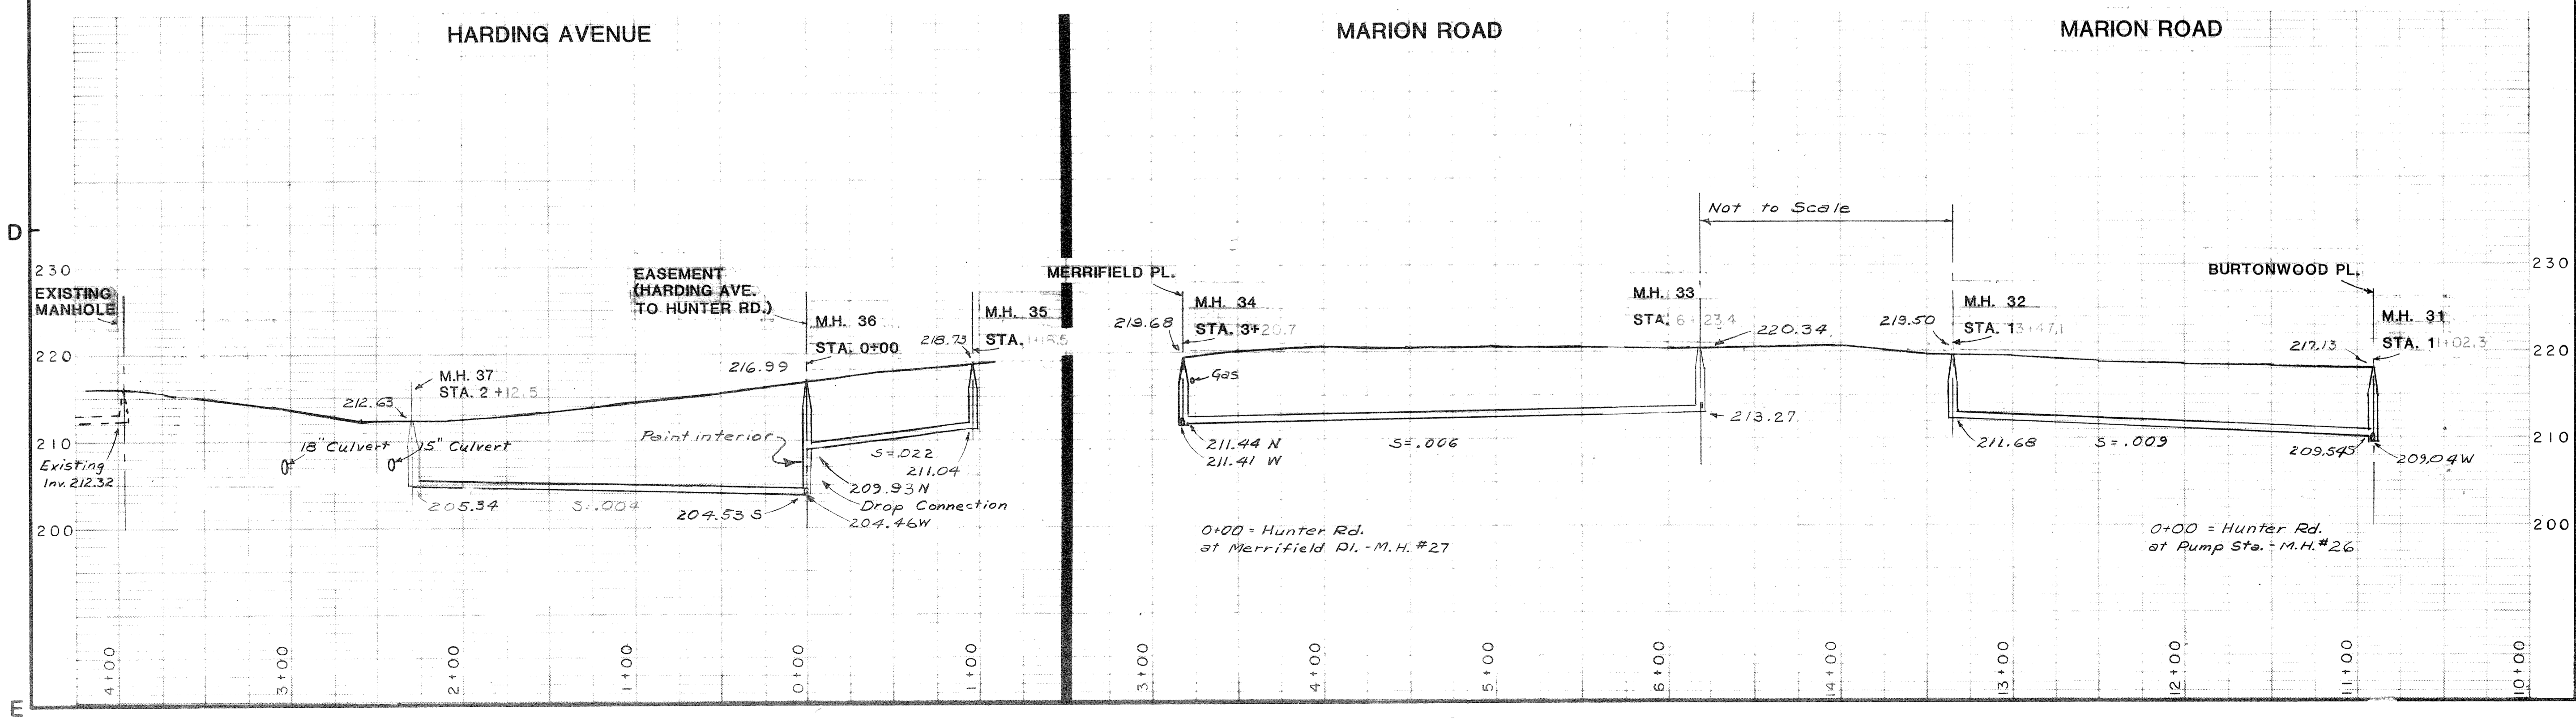 HARDING AVENUE
MARION ROAD
MARION ROAD
D
Not to Scale
230
EXISTING
MANHOLE
EASEMENT
(HARDING AVE.
TO HUNTER RD.)
M.H. 36
STA. 0+00
M.H. 35
STA.
218.73
216.99
220
M.H. 37
STA. 2+12.5
212.63
210
18" Culvert
15" Culvert
Existing
Inv. 212.32
Paint interior
S=.022
211.04
209.93 N
Drop Connection
204.46W
205.34
S=.004
204.53 S
200
MERRIFIELD PL.
M.H. 34
STA. 3+20.7
219.68
Gas
211.44 N
211.41 W
S=.006
M.H. 33
STA. 6+23.4
220.34
213.27
0+00 = Hunter Rd.
at Merrifield Pl. - M.H. #27
M.H. 32
STA. 13+47.1
219.50
211.68
S=.009
BURTONWOOD PL.
M.H. 31
STA. 11+02.3
217.13
209.54S
209.04W
0+00 = Hunter Rd.
at Pump Sta. - M.H. #26
230
220
210
200
4+00
3+00
2+00
1+00
0+00
1+00
3+00
4+00
5+00
6+00
14+00
13+00
12+00
11+00
10+00
E